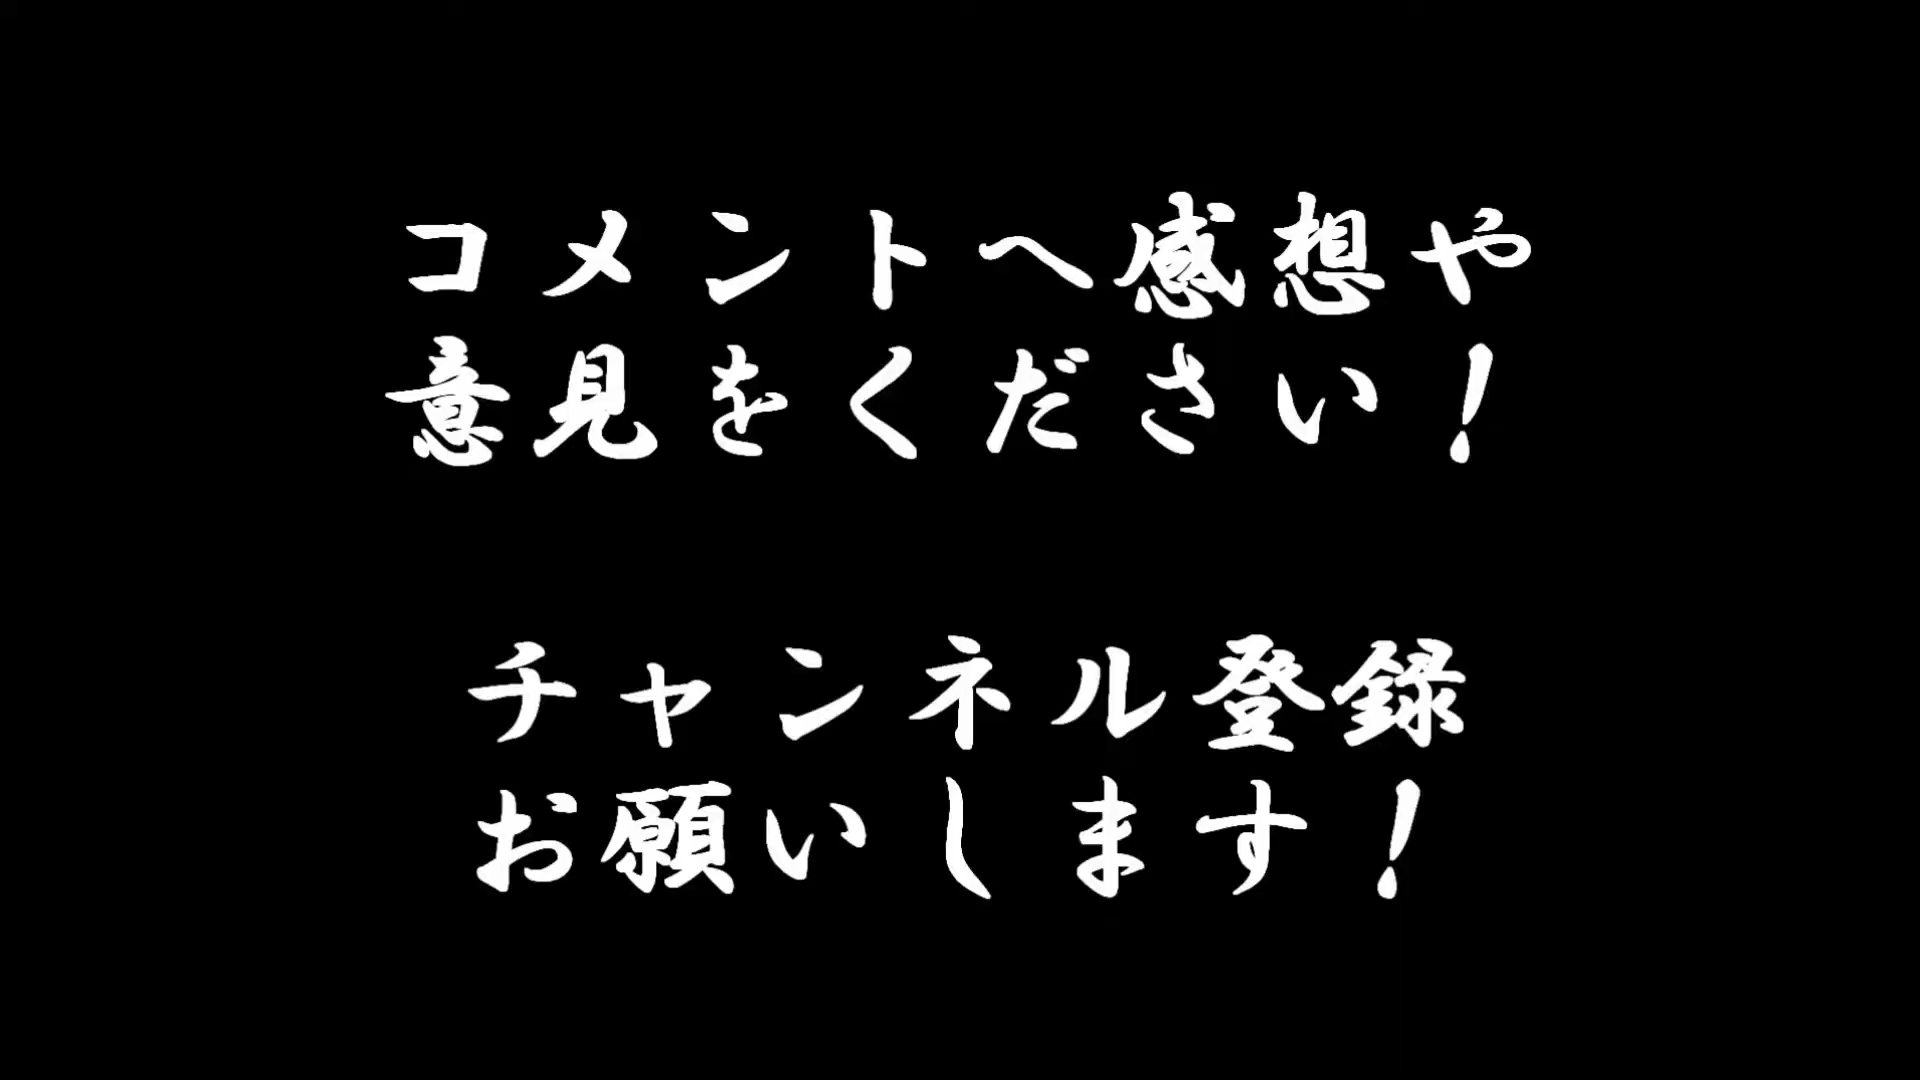 コメントへ感想や
意見をください！
チャンネル登録
お願いします！